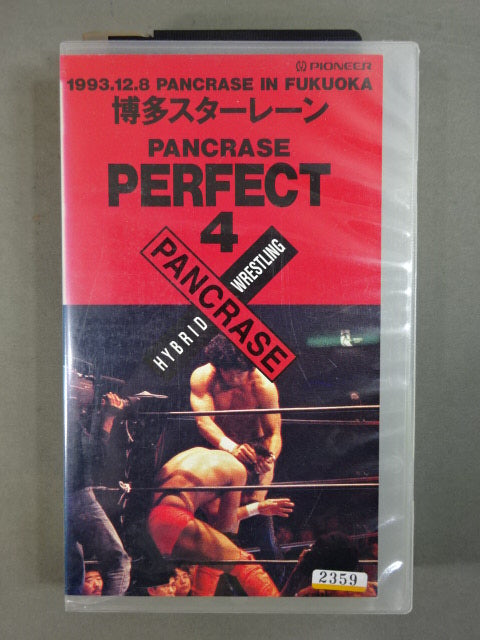 PIONEER
1993.12.8 PANCRASE IN FUKUOKA
博多スターレーン
PANCRASE
PERFECT
4
PANCRASE
HYBRID WRESTLING
2359